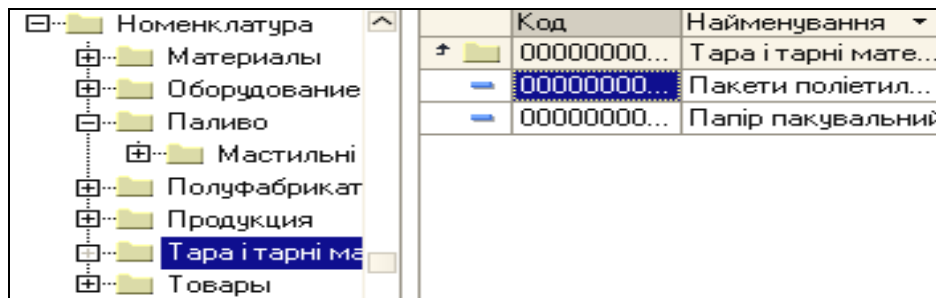 Номенклатура
Материалы
Оборудование
Паливо
Мастильні
Полуфабрикат
Продукция
Тара і тарні ма
Товары
Код Найменування
00000000... Тара і тарні мате...
00000000... Пакети поліетил...
00000000... Папір пакувальний